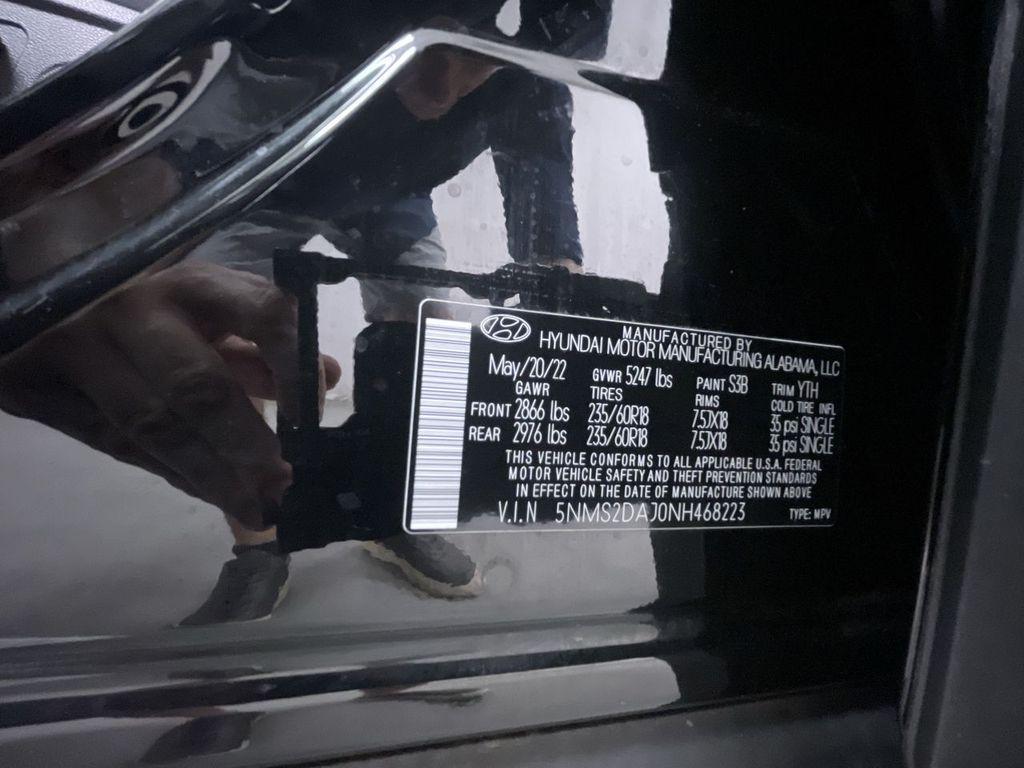 MANUFACTURED BY
HYUNDAI MOTOR MANUFACTURING ALABAMA, LLC
May/20/22 GVWR 5247 lbs PAINT S3B TRIM YTH
GAWR TIRES RIMS COLD TIRE INFL
FRONT 2866 lbs 235/60R18 7.5JX18 35 psi SINGLE
REAR 2976 lbs 235/60R18 7.5JX18 35 psi SINGLE
THIS VEHICLE CONFORMS TO ALL APPLICABLE U.S.A. FEDERAL
MOTOR VEHICLE SAFETY AND THEFT PREVENTION STANDARDS
IN EFFECT ON THE DATE OF MANUFACTURE SHOWN ABOVE
V.I.N 5NMS2DAJ0NH468223 TYPE: MPV